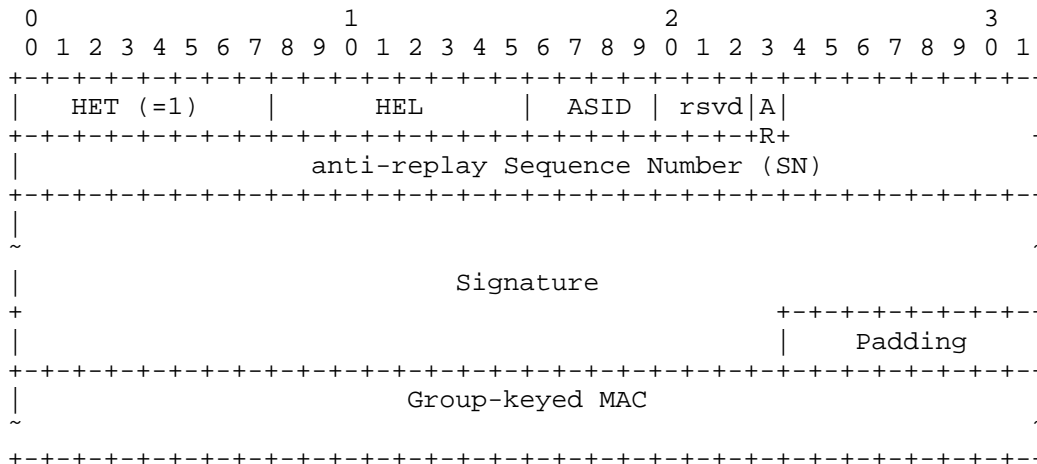 0                   1                   2                   3
0 1 2 3 4 5 6 7 8 9 0 1 2 3 4 5 6 7 8 9 0 1 2 3 4 5 6 7 8 9 0 1
+-+-+-+-+-+-+-+-+-+-+-+-+-+-+-+-+-+-+-+-+-+-+-+-+-+-+-+-+-+-+-+--
|   HET (=1)    |      HEL      |  ASID | rsvd|A|
+-+-+-+-+-+-+-+-+-+-+-+-+-+-+-+-+-+-+-+-+-+-+-+R+               -
|                  anti-replay Sequence Number (SN)
+-+-+-+-+-+-+-+-+-+-+-+-+-+-+-+-+-+-+-+-+-+-+-+-+-+-+-+-+-+-+-+--
|
~                                                               ~
|                           Signature
+                                               +-+-+-+-+-+-+-+--
|                                               |    Padding
+-+-+-+-+-+-+-+-+-+-+-+-+-+-+-+-+-+-+-+-+-+-+-+-+-+-+-+-+-+-+-+--
|                        Group-keyed MAC
~                                                               ~
+-+-+-+-+-+-+-+-+-+-+-+-+-+-+-+-+-+-+-+-+-+-+-+-+-+-+-+-+-+-+-+--